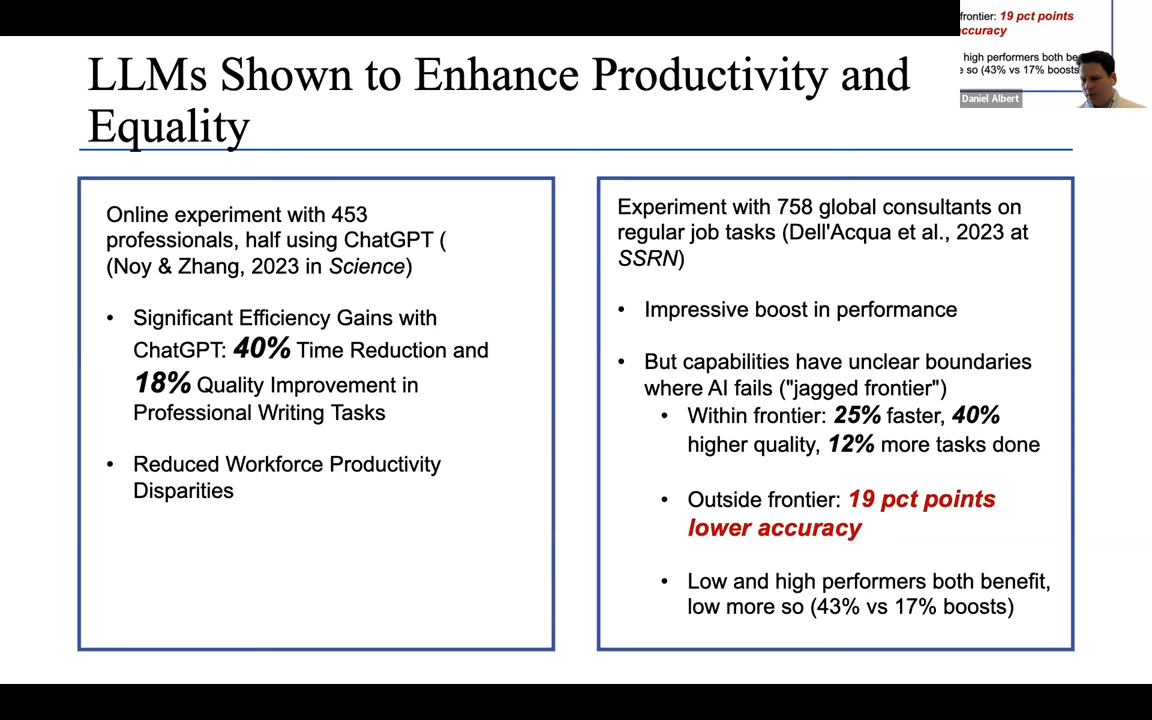 LLMs Shown to Enhance Productivity and
Equality
frontier: 19 pct points
ccuracy
high performers both be
e so (43% vs 17% boosts
Daniel Albert
Online experiment with 453
professionals, half using ChatGPT (
(Noy & Zhang, 2023 in Science)
• Significant Efficiency Gains with
ChatGPT: 40% Time Reduction and
18% Quality Improvement in
Professional Writing Tasks
• Reduced Workforce Productivity
Disparities
Experiment with 758 global consultants on
regular job tasks (Dell'Acqua et al., 2023 at
SSRN)
• Impressive boost in performance
• But capabilities have unclear boundaries
where AI fails ("jagged frontier")
• Within frontier: 25% faster, 40%
higher quality, 12% more tasks done
• Outside frontier: 19 pct points
lower accuracy
• Low and high performers both benefit,
low more so (43% vs 17% boosts)